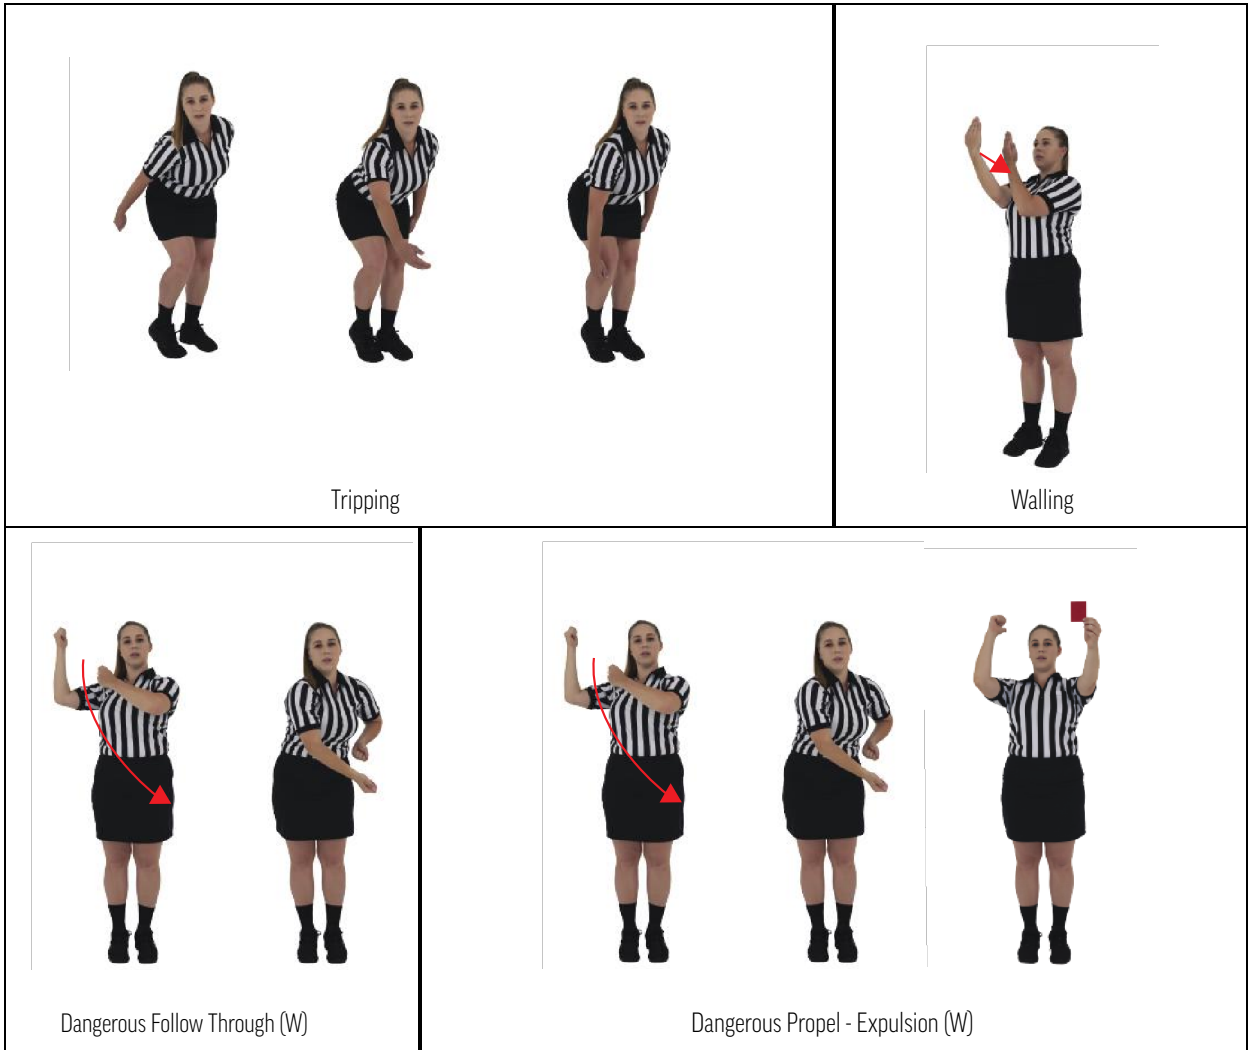 Tripping
Walling
Dangerous Follow Through (W)
Dangerous Propel - Expulsion (W)